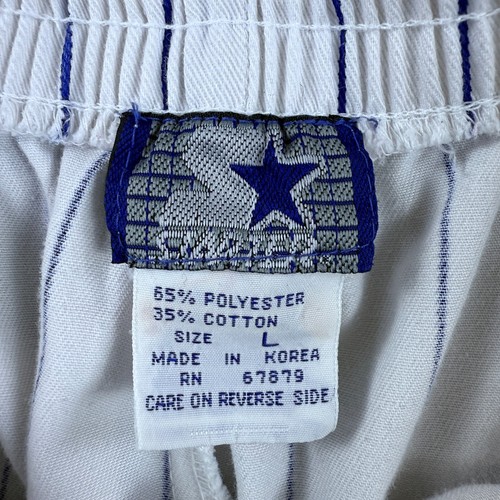 65% POLYESTER
35% COTTON
SIZE L
MADE IN KOREA
RN 67879
CARE ON REVERSE SIDE